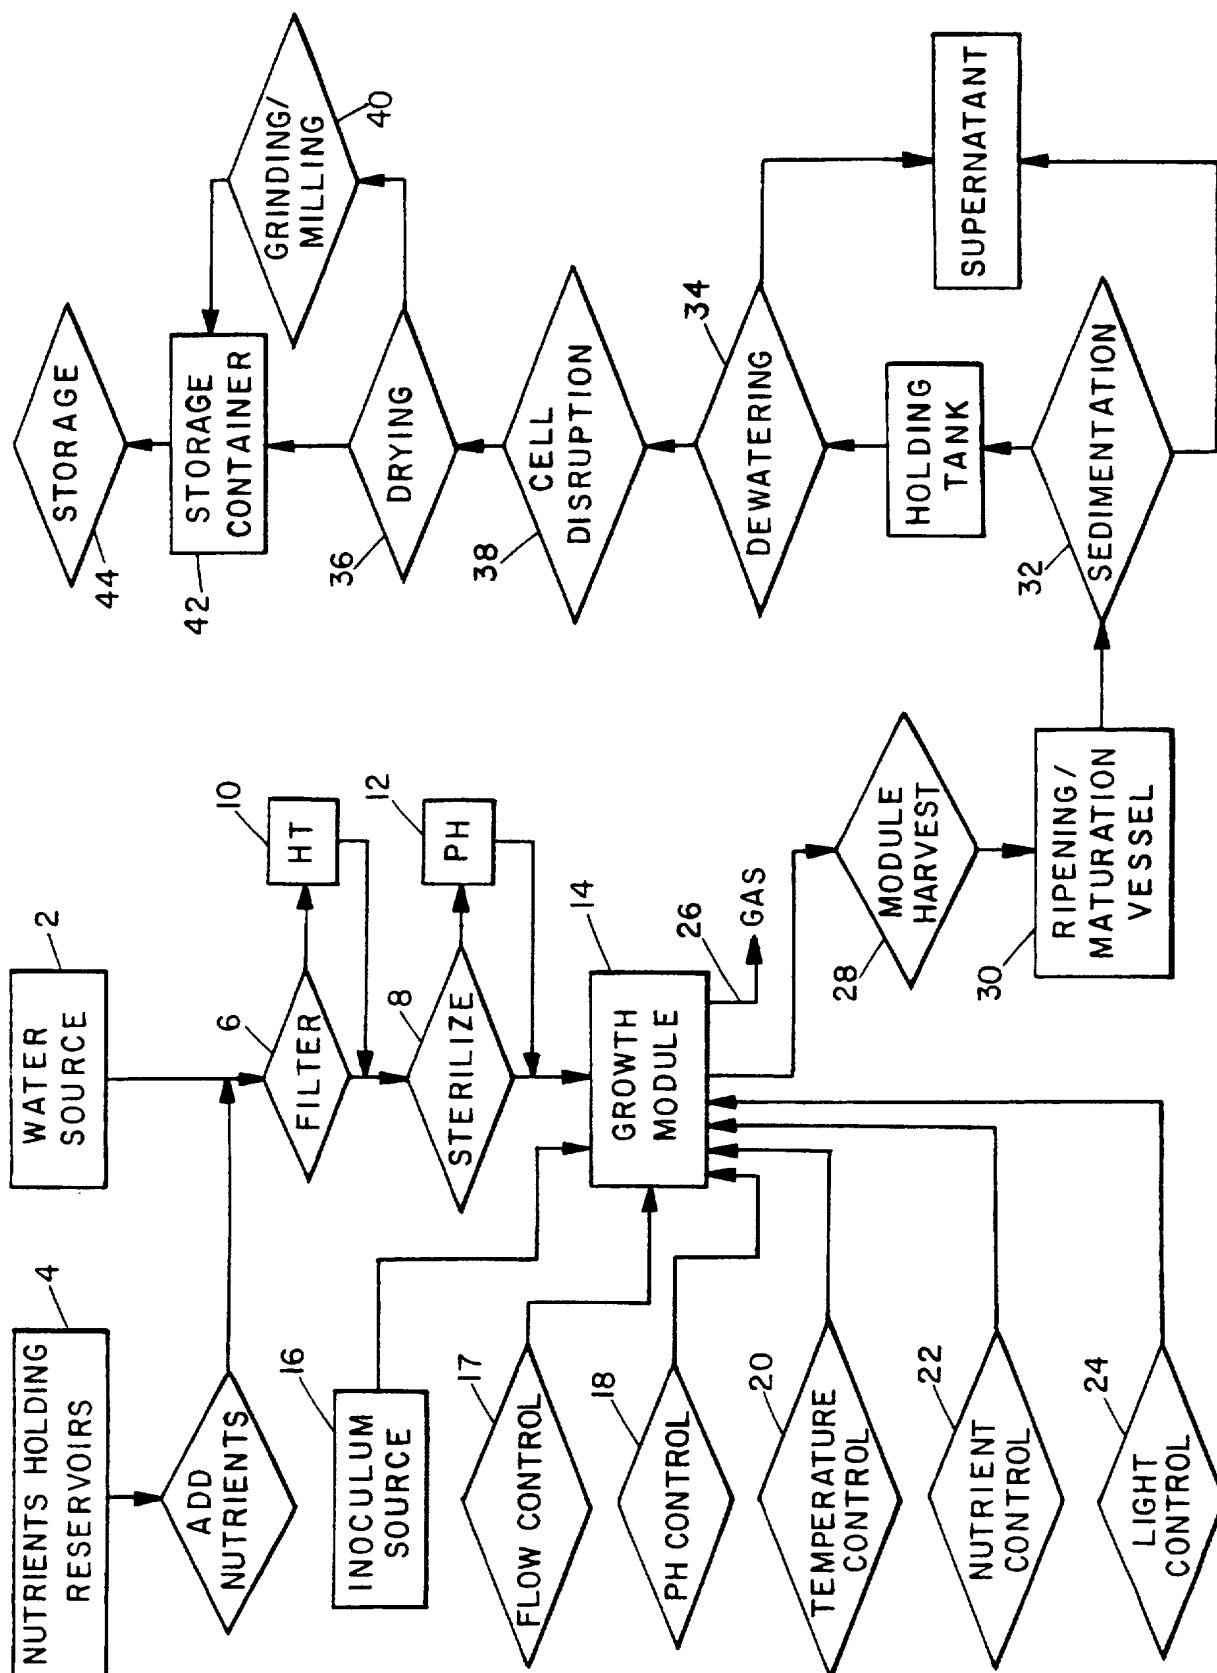 NUTRIENTS HOLDING
RESERVOIRS
4
ADD
NUTRIENTS
WATER
SOURCE
2
6
FILTER
10
HT
8
STERILIZE
12
PH
16
INOCULUM
SOURCE
14
GROWTH
MODULE
26
GAS
17
FLOW CONTROL
18
PH CONTROL
20
TEMPERATURE
CONTROL
22
NUTRIENT
CONTROL
24
LIGHT
CONTROL
28
MODULE
HARVEST
30
RIPENING/
MATURATION
VESSEL
32
SEDIMENTATION
HOLDING
TANK
SUPERNATANT
34
DEWATERING
38
CELL
DISRUPTION
36
DRYING
40
GRINDING/
MILLING
42
STORAGE
CONTAINER
44
STORAGE